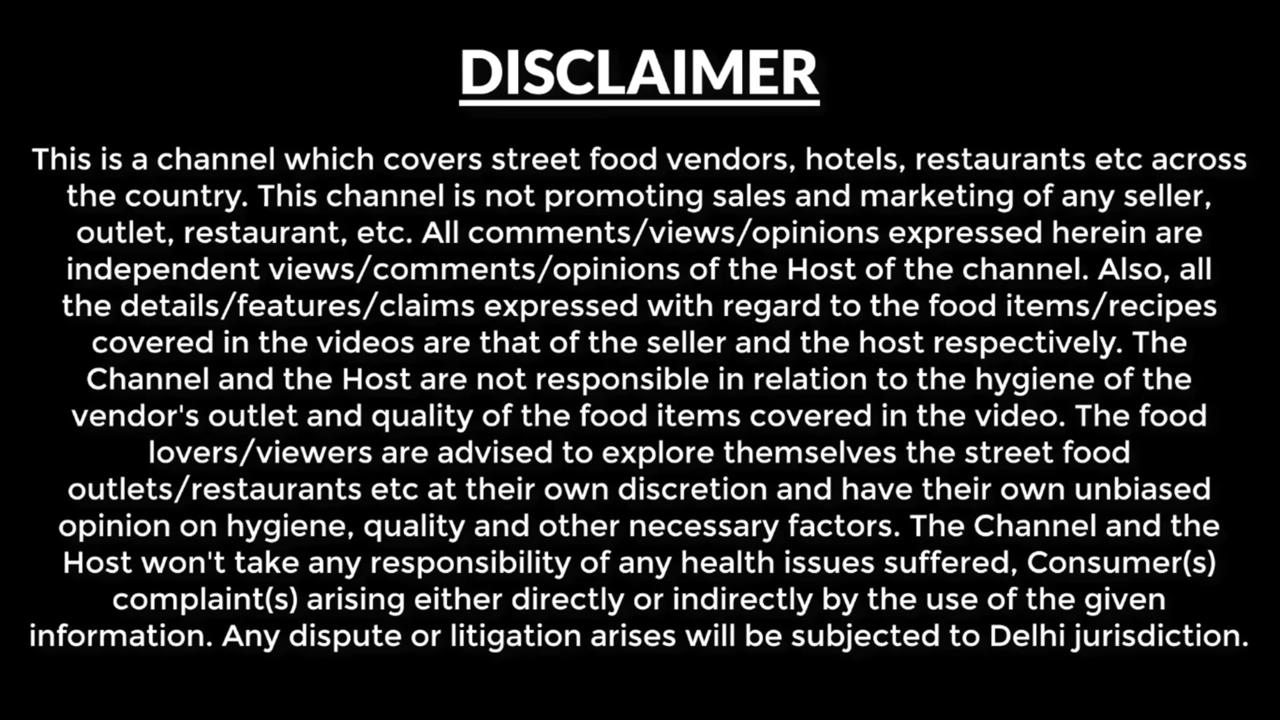 DISCLAIMER
This is a channel which covers street food vendors, hotels, restaurants etc across
the country. This channel is not promoting sales and marketing of any seller,
outlet, restaurant, etc. All comments/views/opinions expressed herein are
independent views/comments/opinions of the Host of the channel. Also, all
the details/features/claims expressed with regard to the food items/recipes
covered in the videos are that of the seller and the host respectively. The
Channel and the Host are not responsible in relation to the hygiene of the
vendor's outlet and quality of the food items covered in the video. The food
lovers/viewers are advised to explore themselves the street food
outlets/restaurants etc at their own discretion and have their own unbiased
opinion on hygiene, quality and other necessary factors. The Channel and the
Host won't take any responsibility of any health issues suffered, Consumer(s)
complaint(s) arising either directly or indirectly by the use of the given
information. Any dispute or litigation arises will be subjected to Delhi jurisdiction.